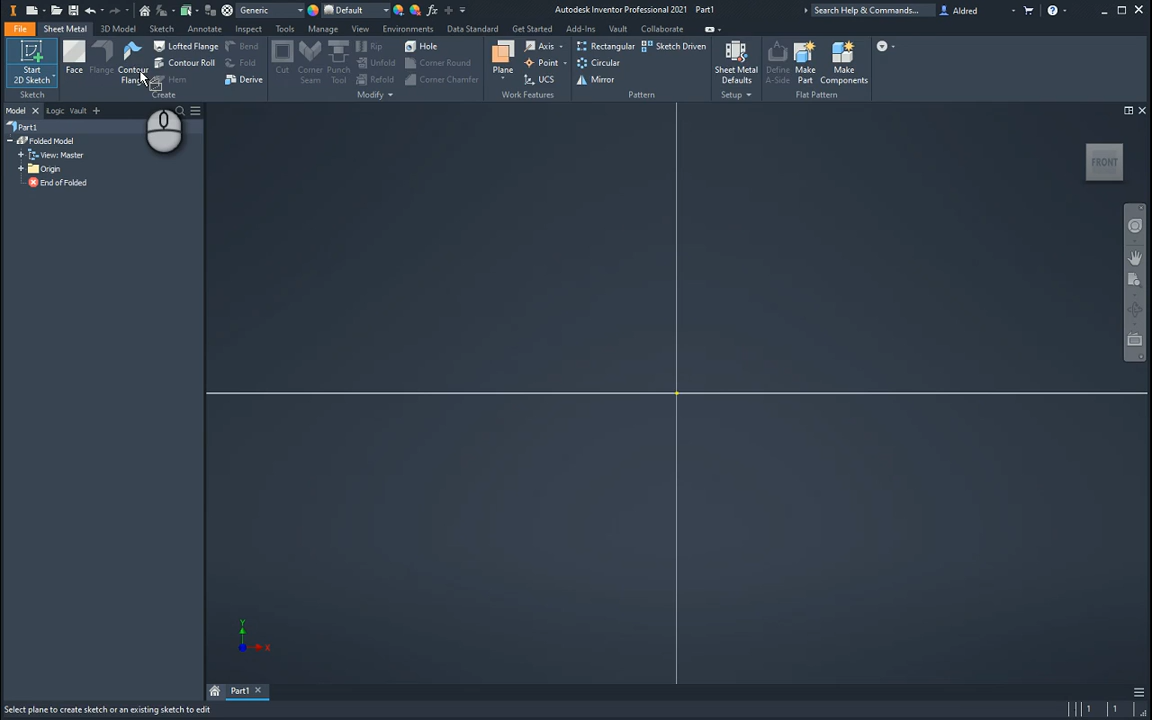 Generic
Default
Autodesk Inventor Professional 2021 Part1
Search Help & Commands...
Aldred
File
Sheet Metal
3D Model
Sketch
Annotate
Inspect
Tools
Manage
View
Environments
Data Standard
Get Started
Add-Ins
Vault
Collaborate
Start
2D Sketch
Face
Flange
Contour
Flange
Lofted Flange
Contour Roll
Hem
Bend
Fold
Derive
Cut
Corner
Seam
Punch
Tool
Rip
Unfold
Refold
Hole
Corner Round
Corner Chamfer
Plane
Axis
Point
UCS
Rectangular
Circular
Mirror
Sketch Driven
Sheet Metal
Defaults
Define
A-Side
Make
Part
Make
Components
Sketch
Create
Modify
Work Features
Pattern
Setup
Flat Pattern
Model
Logic
Vault
Part1
Folded Model
View: Master
Origin
End of Folded
FRONT
Y
X
Part1
Select plane to create sketch or an existing sketch to edit
1
1